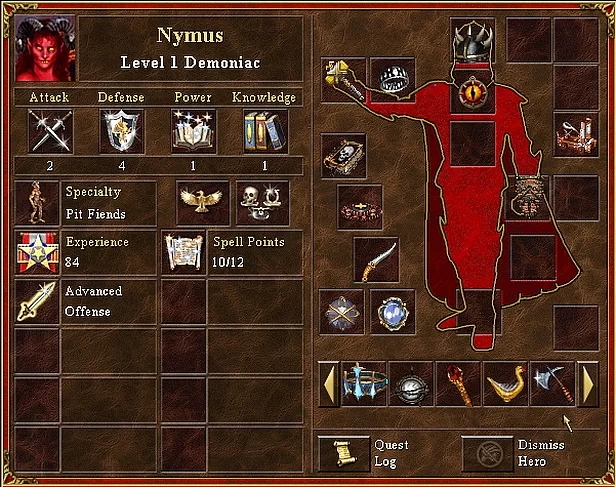 Nymus
Level 1 Demoniac
Attack Defense Power Knowledge
2 4 1 1
Specialty
Pit Fiends
Experience
84
Spell Points
10/12
Advanced
Offense
Quest
Log
Dismiss
Hero